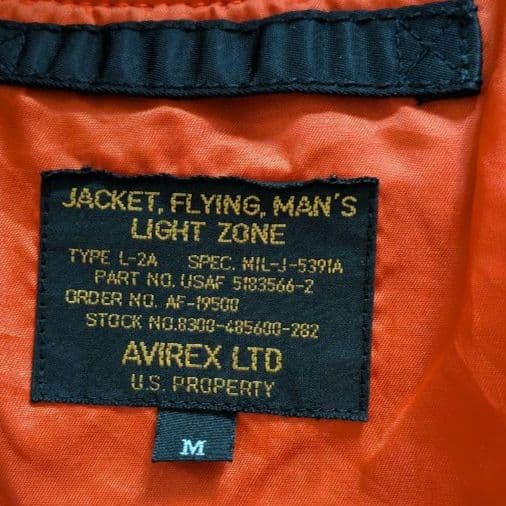 JACKET, FLYING, MAN'S
LIGHT ZONE
TYPE L-2A SPEC. MIL-J-5391A
PART NO. USAF 5183566-2
ORDER NO. AF-19500
STOCK NO.8300-485600-282
AVIREX LTD
U.S. PROPERTY
M